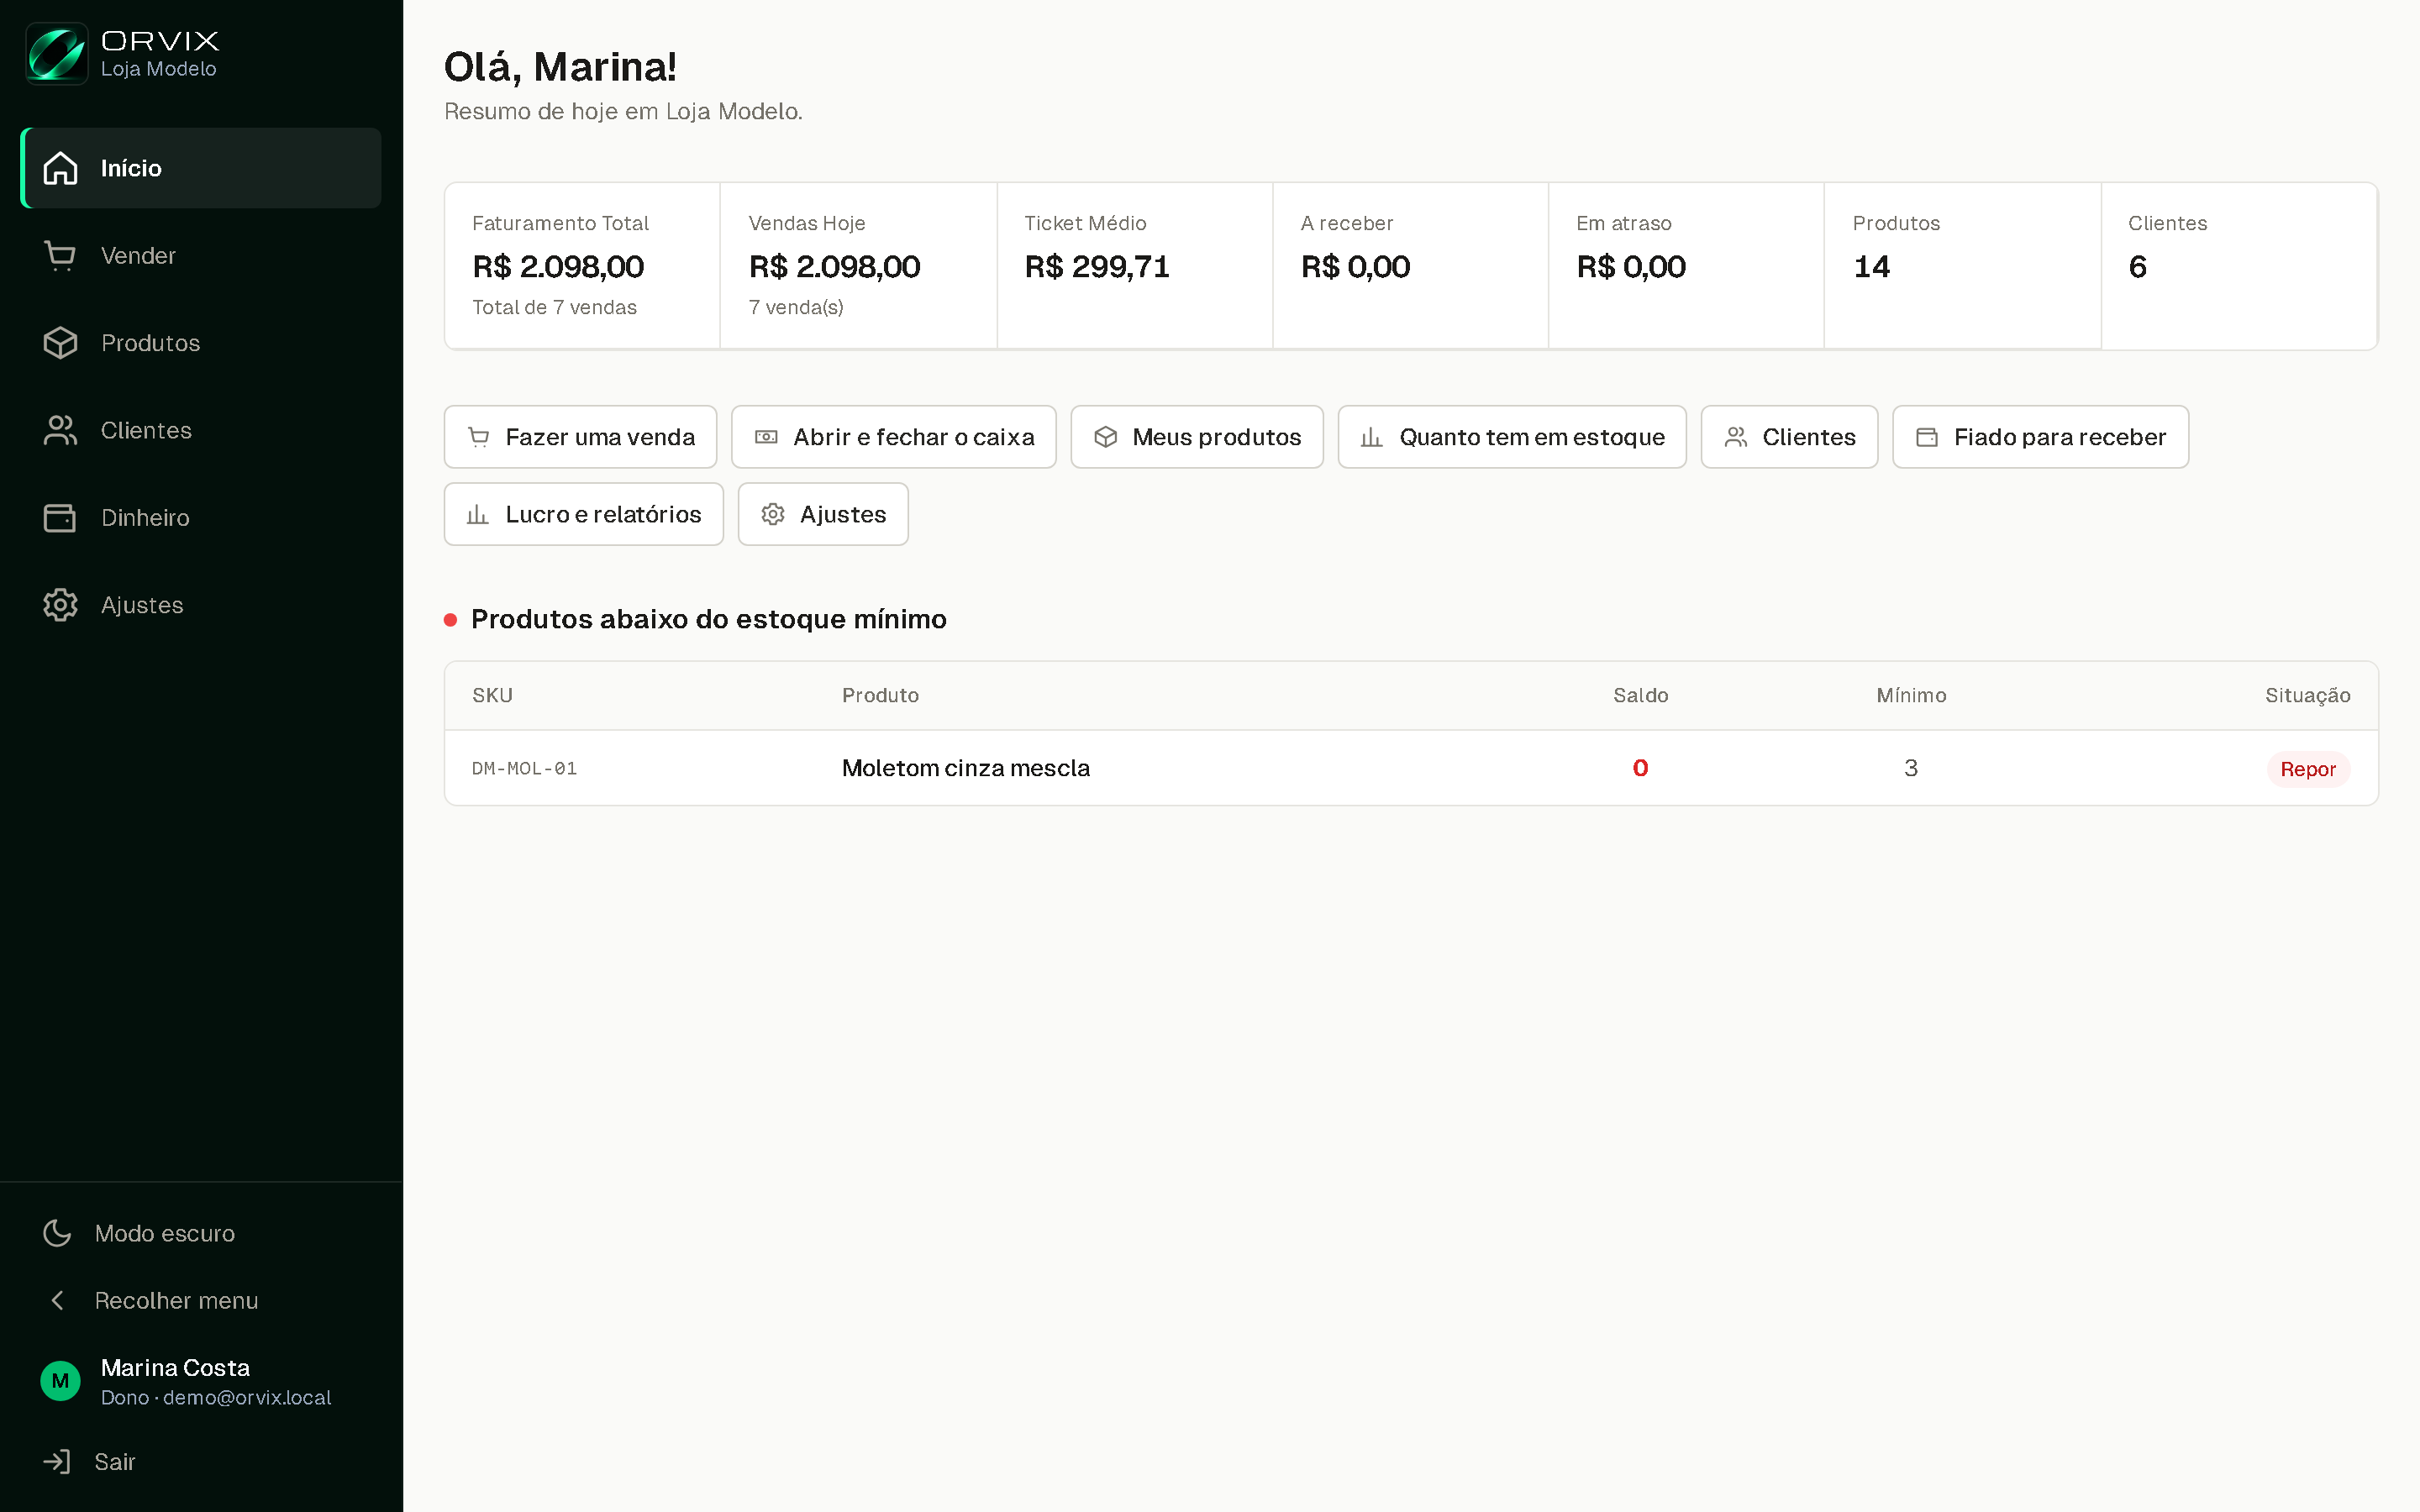 ORVIX
Loja Modelo
Início
Vender
Produtos
Clientes
Dinheiro
Ajustes
Modo escuro
Recolher menu
M
Marina Costa
Dono · demo@orvix.local
Sair
Olá, Marina!
Resumo de hoje em Loja Modelo.
Faturamento Total
R$ 2.098,00
Total de 7 vendas
Vendas Hoje
R$ 2.098,00
7 venda(s)
Ticket Médio
R$ 299,71
A receber
R$ 0,00
Em atraso
R$ 0,00
Produtos
14
Clientes
6
Fazer uma venda
Abrir e fechar o caixa
Meus produtos
Quanto tem em estoque
Clientes
Fiado para receber
Lucro e relatórios
Ajustes
Produtos abaixo do estoque mínimo
SKU Produto Saldo Mínimo Situação
DM-MOL-01 Moletom cinza mescla 0 3 Repor